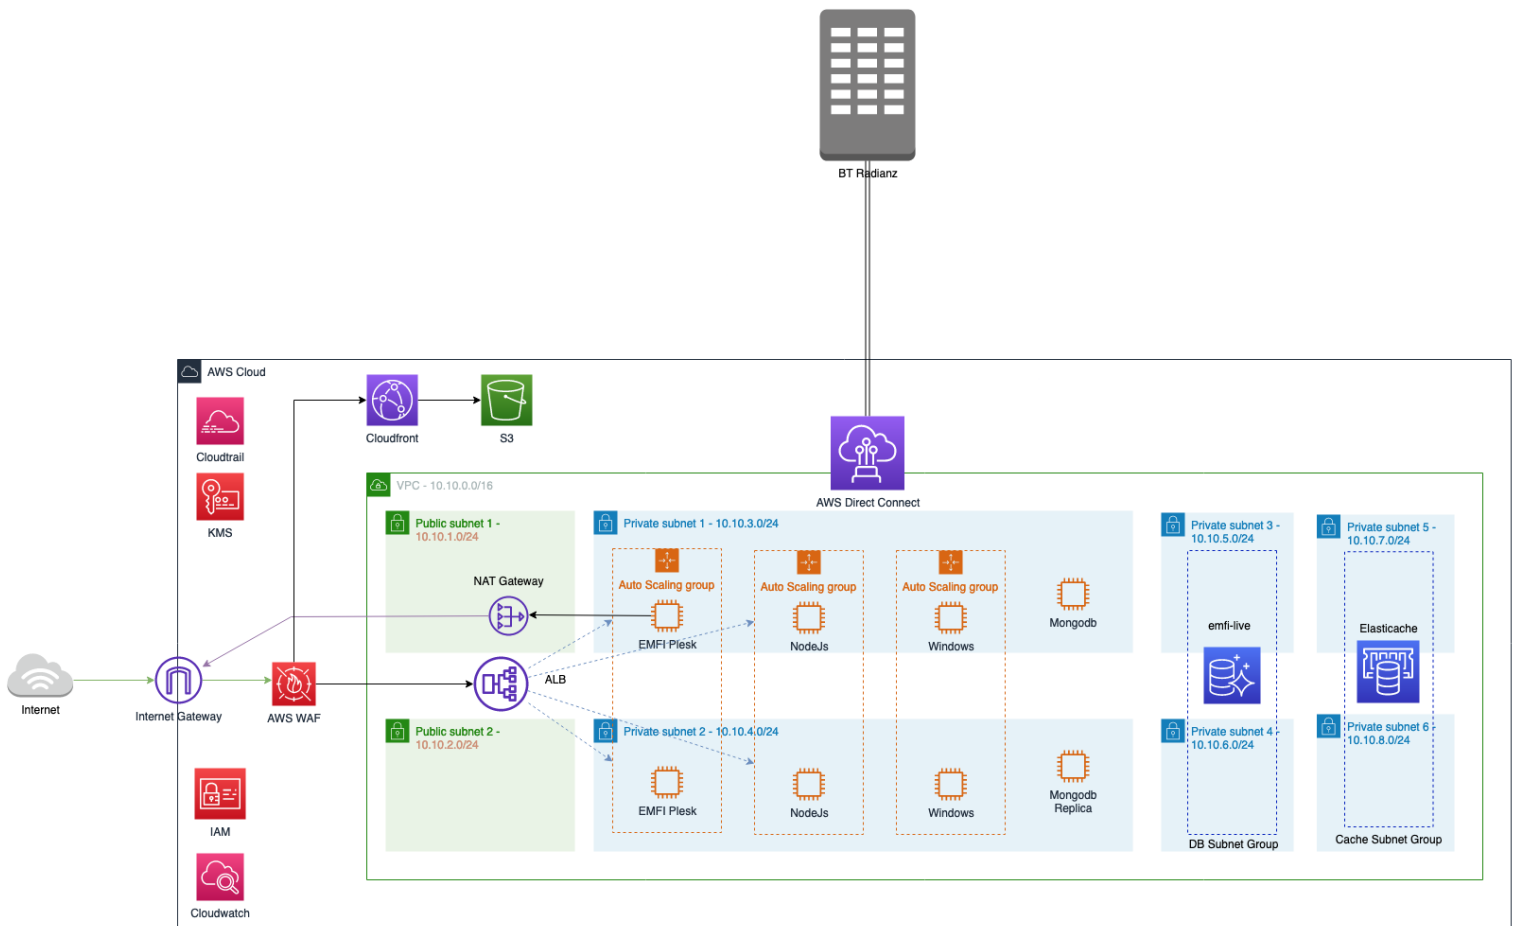 BT Radianz
AWS Cloud
Cloudtrail
KMS
Cloudfront
S3
AWS Direct Connect
VPC - 10.10.0.0/16
Public subnet 1 -
10.10.1.0/24
NAT Gateway
Private subnet 1 - 10.10.3.0/24
Auto Scaling group
EMFI Plesk
Auto Scaling group
NodeJs
Auto Scaling group
Windows
Mongodb
Private subnet 3 -
10.10.5.0/24
emfi-live
Private subnet 5 -
10.10.7.0/24
Elasticache
Internet
Internet Gateway
AWS WAF
ALB
Public subnet 2 -
10.10.2.0/24
Private subnet 2 - 10.10.4.0/24
EMFI Plesk
NodeJs
Windows
Mongodb
Replica
Private subnet 4 -
10.10.6.0/24
DB Subnet Group
Private subnet 6 -
10.10.8.0/24
Cache Subnet Group
IAM
Cloudwatch